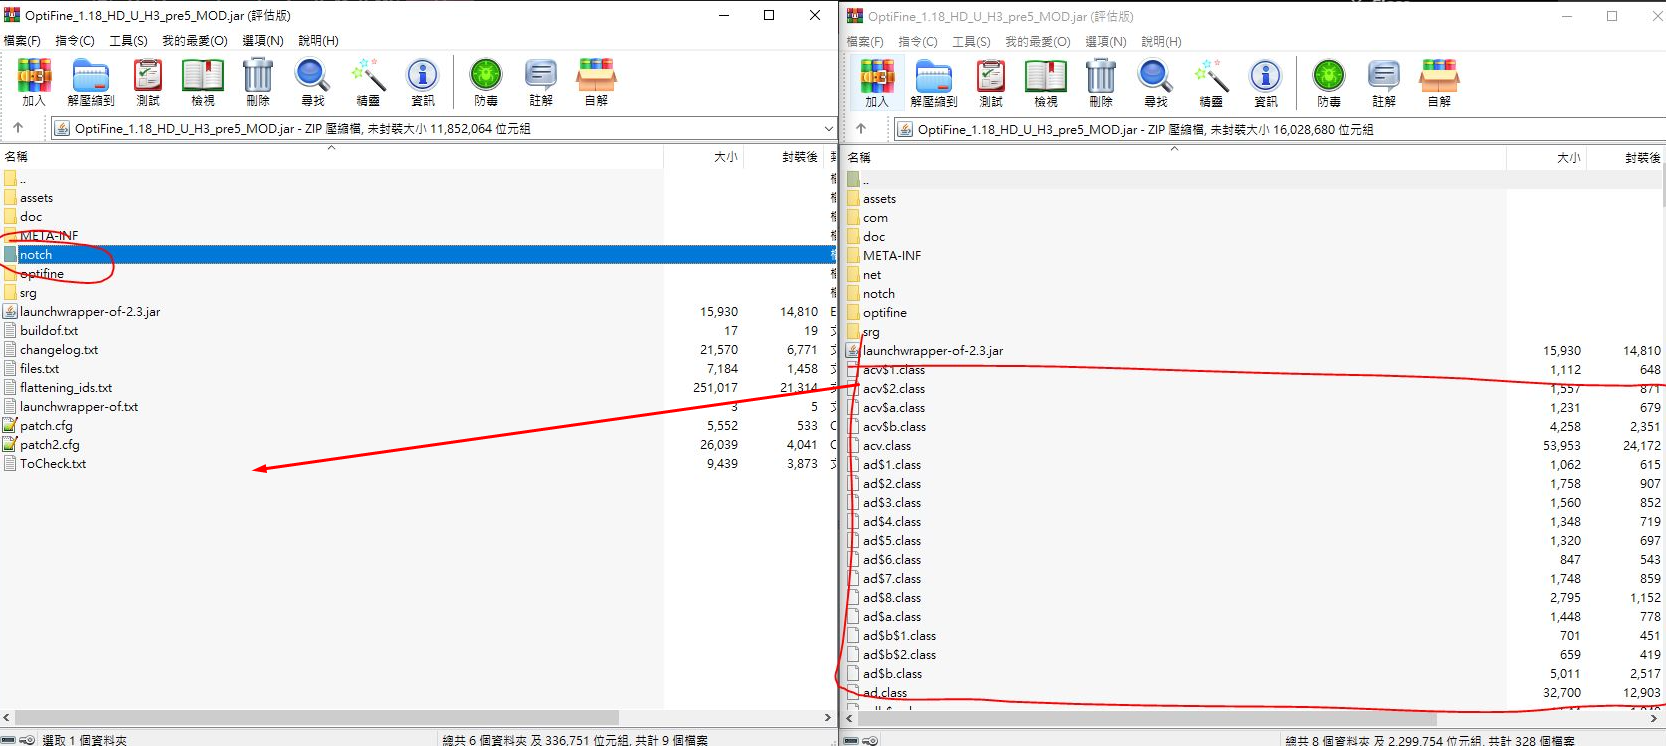 OptiFine_1.18_HD_U_H3_pre5_MOD.jar (評估版)
檔案(F) 指令(C) 工具(S) 我的最愛(O) 選項(N) 說明(H)
加入 解壓縮到 測試 檢視 刪除 尋找 精靈 資訊 防毒 註解 自解
OptiFine_1.18_HD_U_H3_pre5_MOD.jar - ZIP 壓縮檔, 未封裝大小 11,852,064 位元組
名稱 大小 封裝後
..
assets
doc
META-INF
notch
optifine
srg
launchwrapper-of-2.3.jar 15,930 14,810
buildof.txt 17 19
changelog.txt 21,570 6,771
files.txt 7,184 1,458
flattening_ids.txt 251,017 21,314
launchwrapper-of.txt 3 5
patch.cfg 5,552 533
patch2.cfg 26,039 4,041
ToCheck.txt 9,439 3,873
選取 1 個資料夾
總共 6 個資料夾 及 336,751 位元組, 共計 9 個檔案
OptiFine_1.18_HD_U_H3_pre5_MOD.jar (評估版)
檔案(F) 指令(C) 工具(S) 我的最愛(O) 選項(N) 說明(H)
加入 解壓縮到 測試 檢視 刪除 尋找 精靈 資訊 防毒 註解 自解
OptiFine_1.18_HD_U_H3_pre5_MOD.jar - ZIP 壓縮檔, 未封裝大小 16,028,680 位元組
名稱 大小 封裝後
..
assets
com
doc
META-INF
net
notch
optifine
srg
launchwrapper-of-2.3.jar 15,930 14,810
acv$1.class 1,112 648
acv$2.class 1,557 871
acv$a.class 1,231 679
acv$b.class 4,258 2,351
acv.class 53,953 24,172
ad$1.class 1,062 615
ad$2.class 1,758 907
ad$3.class 1,560 852
ad$4.class 1,348 719
ad$5.class 1,320 697
ad$6.class 847 543
ad$7.class 1,748 859
ad$8.class 2,795 1,152
ad$a.class 1,448 778
ad$b$1.class 701 451
ad$b$2.class 659 419
ad$b.class 5,011 2,517
ad.class 32,700 12,903
總共 8 個資料夾 及 2,299,754 位元組, 共計 328 個檔案